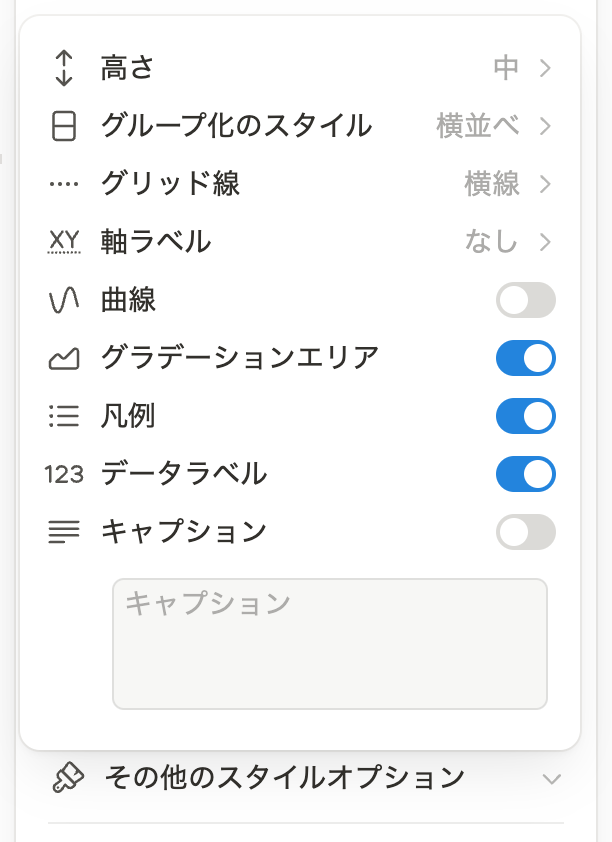 高さ 中
グループ化のスタイル 横並べ
グリッド線 横線
XY 軸ラベル なし
曲線
グラデーションエリア
凡例
123 データラベル
キャプション
キャプション
その他のスタイルオプション